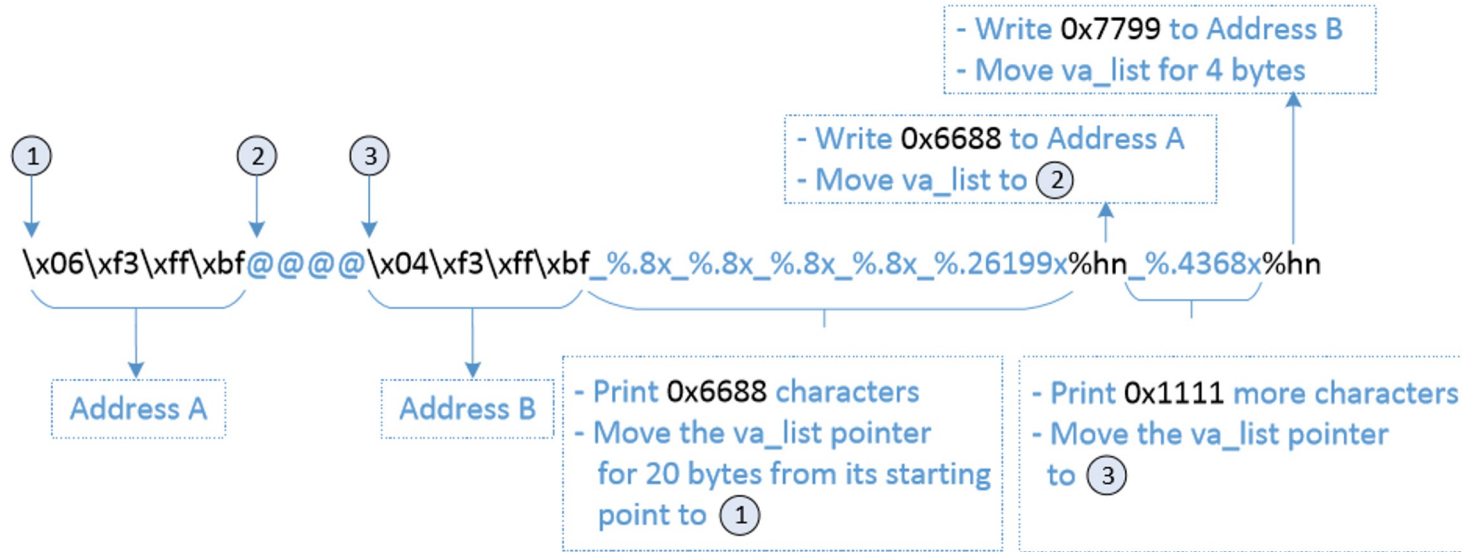 - Write 0x7799 to Address B
- Move va_list for 4 bytes
- Write 0x6688 to Address A
- Move va_list to 2
1 2 3
\x06\xf3\xff\xbf@@@@\x04\xf3\xff\xbf_%.8x_%.8x_%.8x_%.8x_%.26199x%hn_%.4368x%hn
Address A
Address B
- Print 0x6688 characters
- Move the va_list pointer
for 20 bytes from its starting
point to 1
- Print 0x1111 more characters
- Move the va_list pointer
to 3